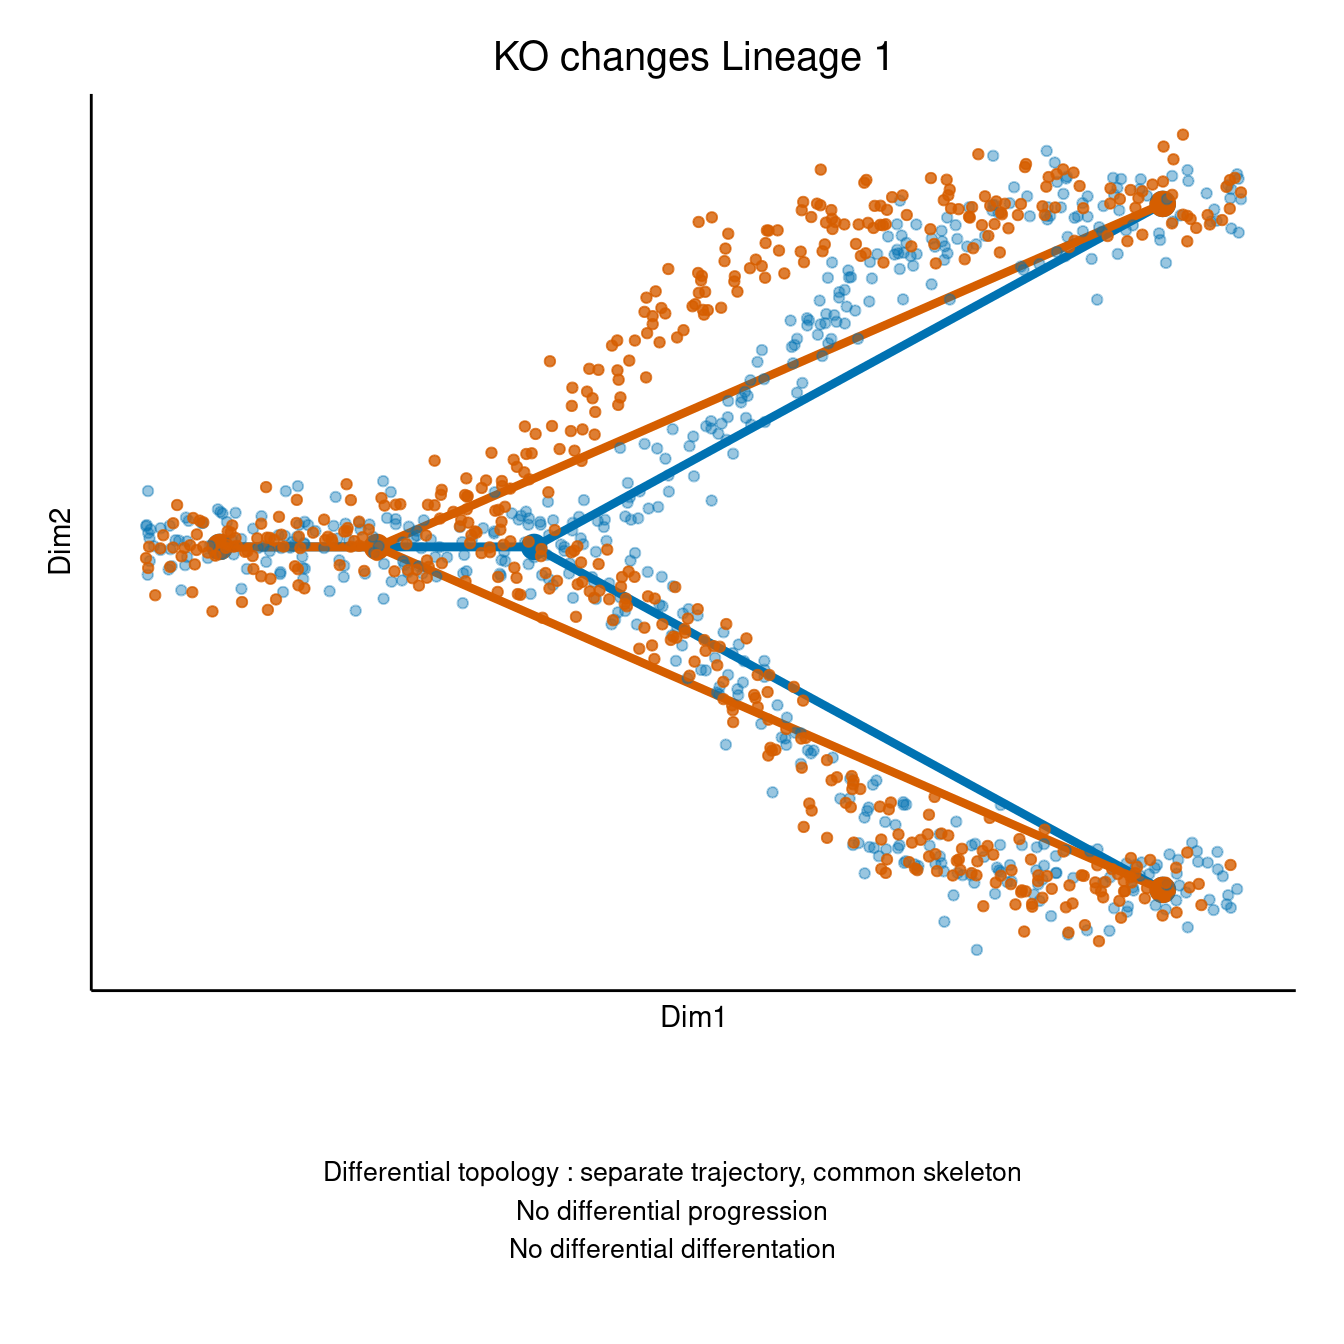 KO changes Lineage 1
Dim2
Dim1
Differential topology : separate trajectory, common skeleton
No differential progression
No differential differentation